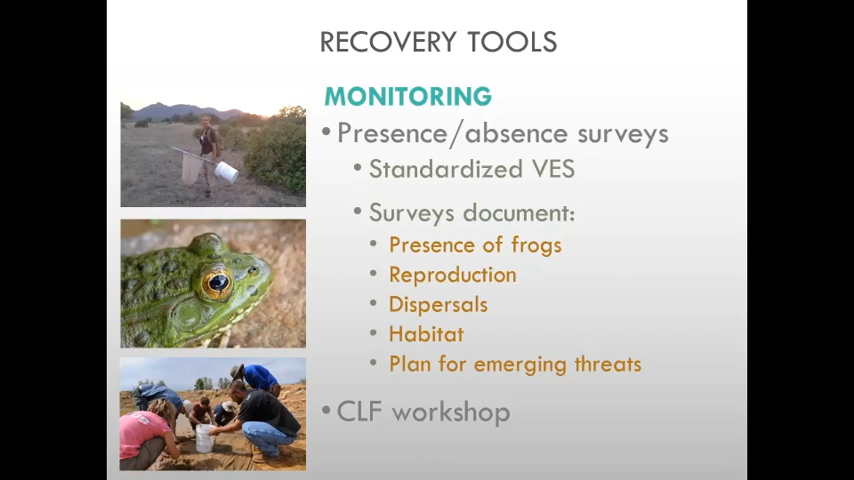 RECOVERY TOOLS
MONITORING
• Presence/absence surveys
• Standardized VES
• Surveys document:
• Presence of frogs
• Reproduction
• Dispersals
• Habitat
• Plan for emerging threats
• CLF workshop